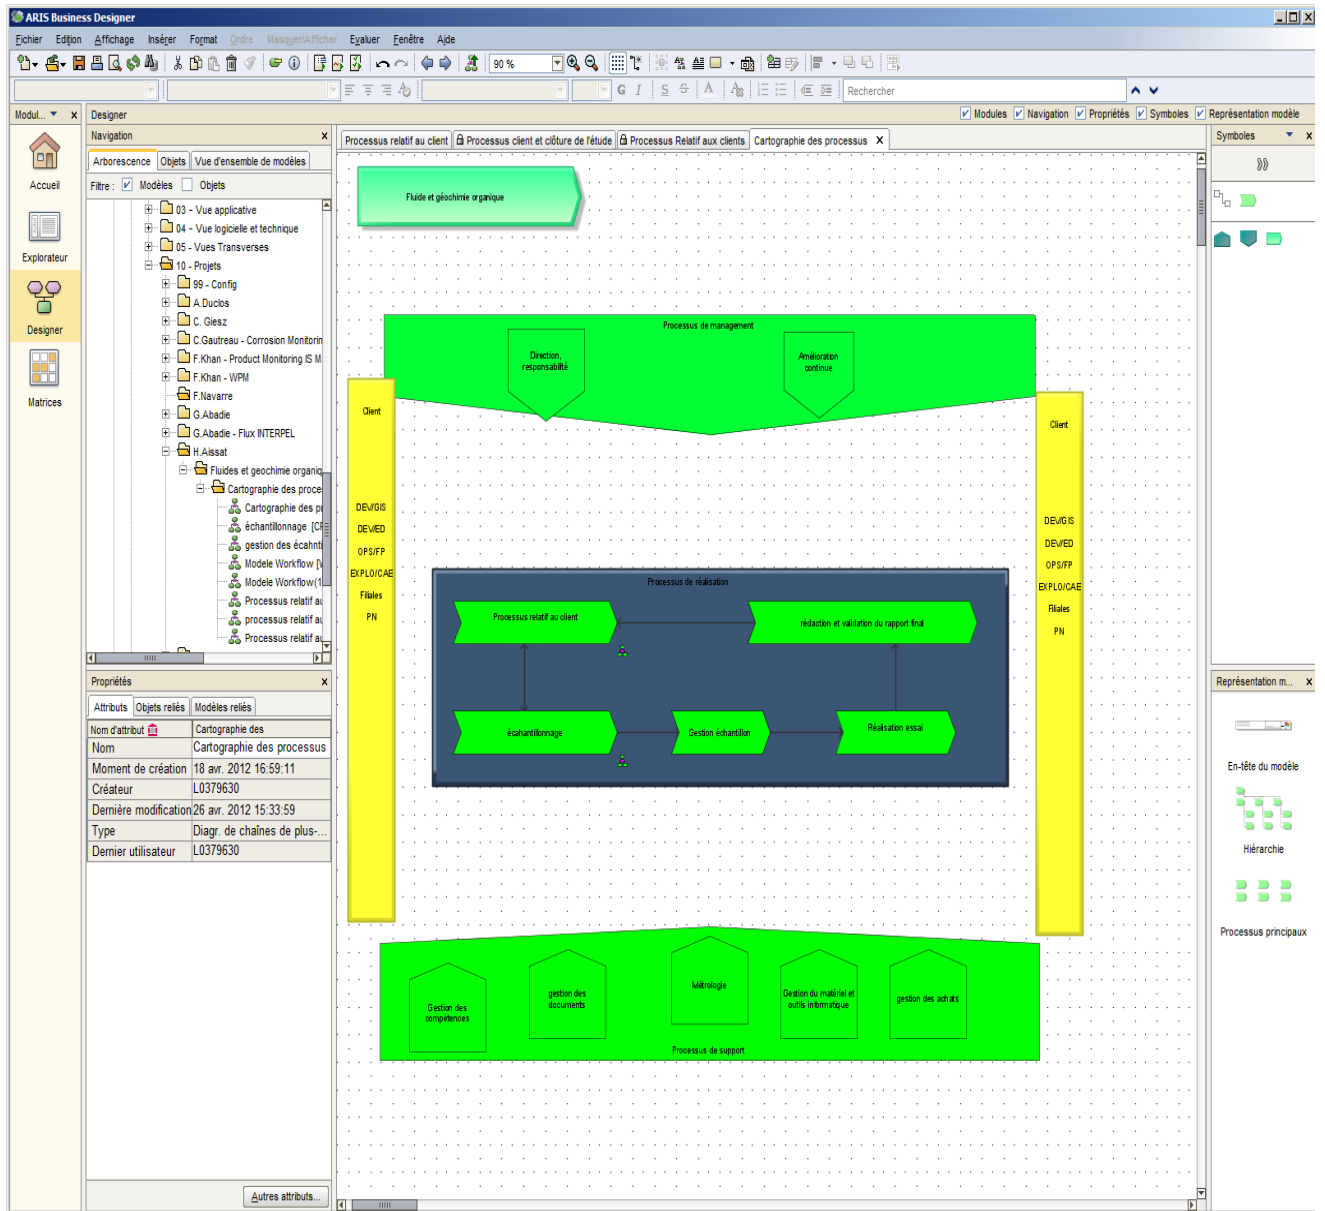 ARIS Business Designer
Fichier Edition Affichage Insérer Format Ordre Masquer/Afficher Evaluer Fenêtre Aide
90 %
G I S S A
Rechercher
Modul... Designer Modules Navigation Propriétés Symboles Représentation modèle
Accueil
Explorateur
Designer
Matrices
Navigation
Arborescence Objets Vue d'ensemble de modèles
Filtre : Modèles Objets
03 - Vue applicative
04 - Vue logicielle et technique
05 - Vues Transverses
10 - Projets
99 - Config
A.Duclos
C. Giesz
C.Gautreau - Corrosion Monitorin
F.Khan - Product Monitoring IS M
F.Khan - WPM
F.Navarre
G.Abadie
G.Abadie - Flux INTERPEL
H.Aissat
Fluides et geochimie organiq
Cartographie des proce
Cartographie des pr
échantillonnage [CF
gestion des écahnti
Modele Workflow [V
Modele Workflow(1
Processus relatif au
processus relatif au
Processus relatif au
Propriétés
Attributs Objets reliés Modèles reliés
Nom d'attribut Cartographie des
Nom Cartographie des processus
Moment de création 18 avr. 2012 16:59:11
Créateur L0379630
Dernière modification 26 avr. 2012 15:33:59
Type Diagr. de chaînes de plus-...
Dernier utilisateur L0379630
Autres attributs...
Processus relatif au client Processus client et clôture de l'étude Processus Relatif aux clients Cartographie des processus X
Fluide et géochimie organique
Processus de management
Direction,
responsabilité
Amélioration
continue
Client
DEV/GIS
DEV/ED
OPS/FP
EXPLO/CAE
Filiales
PN
Processus de réalisation
Processus relatif au client
rédaction et validation du rapport final
écahantillonnage
Gestion échantillon
Réalisation essai
Client
DEV/GIS
DEV/ED
OPS/FP
EXPLO/CAE
Filiales
PN
Gestion des
compétences
gestion des
documents
Métrologie
Gestion du matériel et
outils informatique
gestion des achats
Processus de support
Symboles
Représentation m...
En-tête du modèle
Hiérarchie
Processus principaux